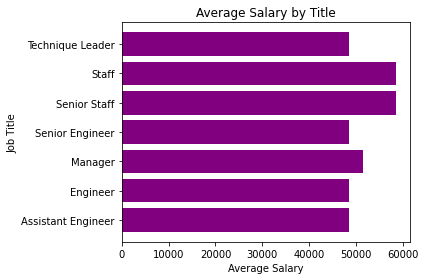 Average Salary by Title
Job Title
Technique Leader
Staff
Senior Staff
Senior Engineer
Manager
Engineer
Assistant Engineer
0 10000 20000 30000 40000 50000 60000
Average Salary